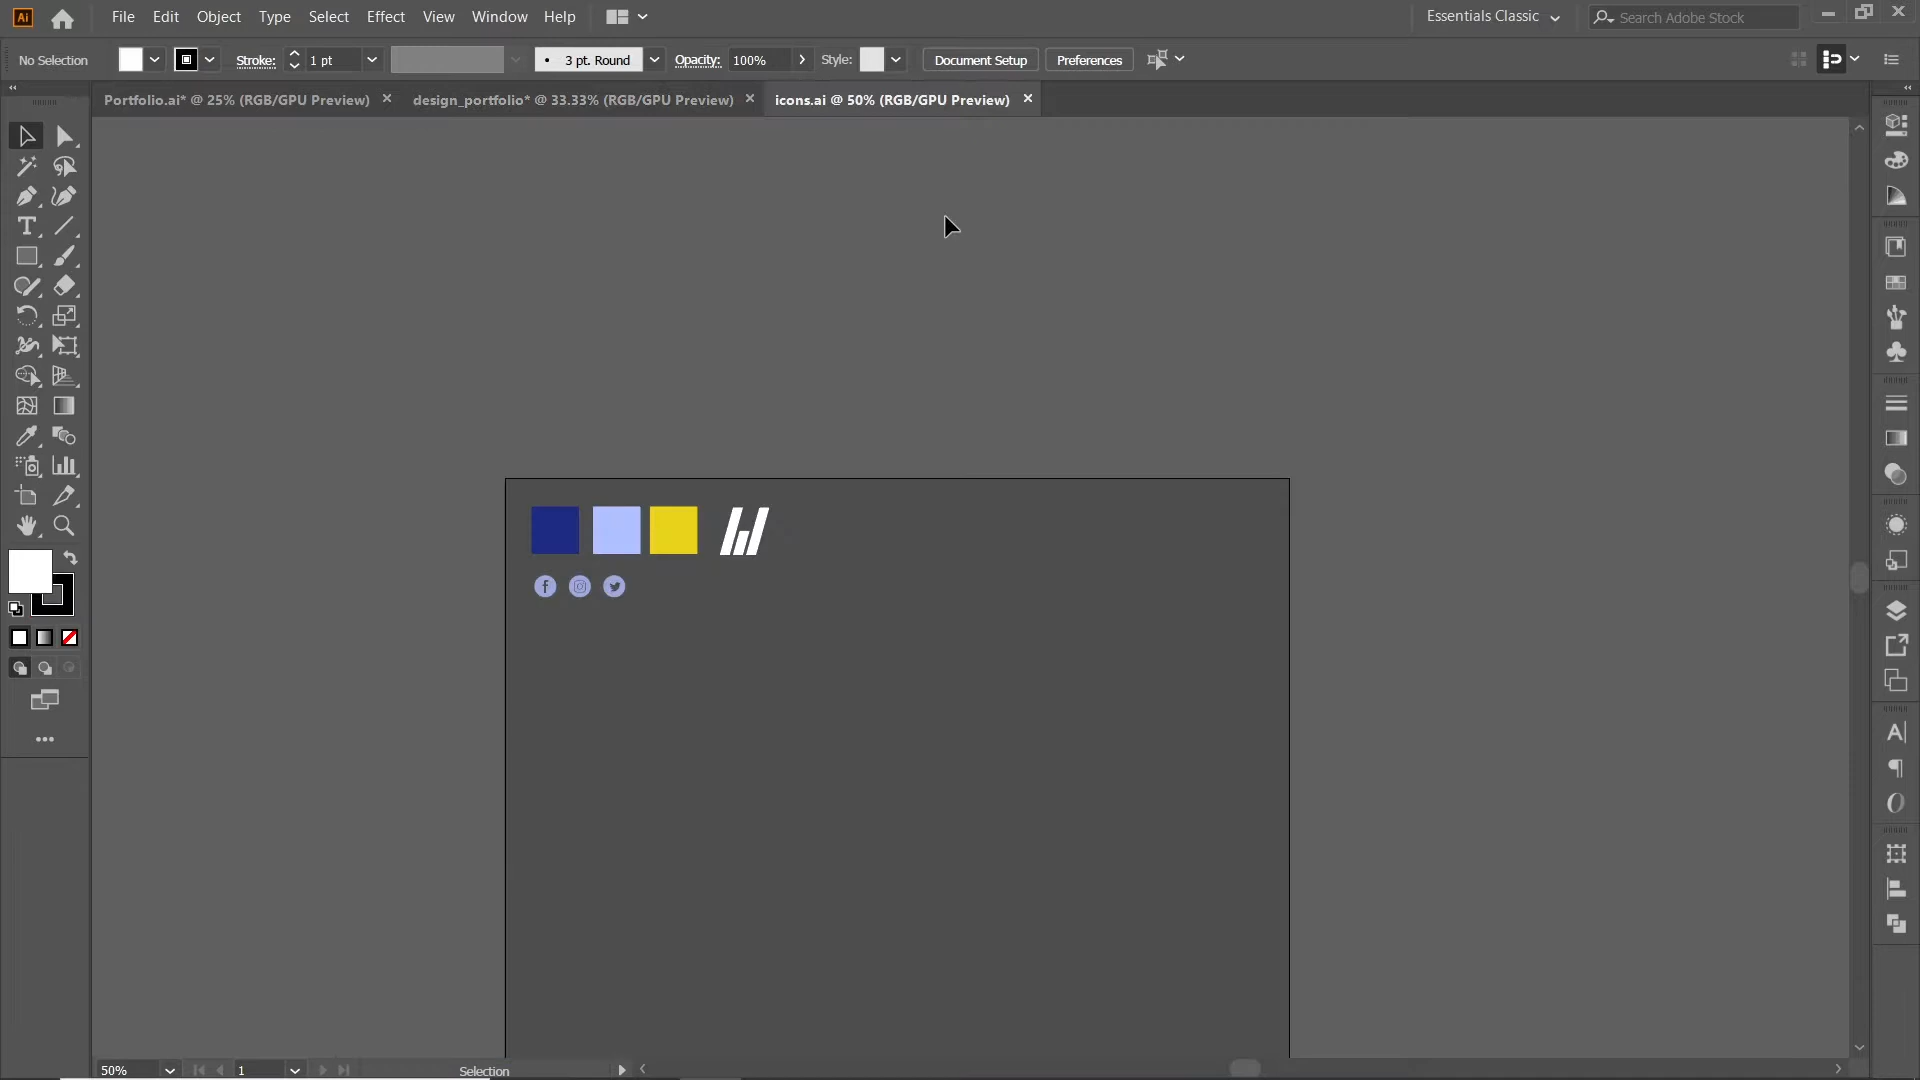 Ai File Edit Object Type Select Effect View Window Help Essentials Classic Search Adobe Stock
No Selection Stroke: 1 pt 3 pt. Round Opacity: 100% Style: Document Setup Preferences
Portfolio.ai* @ 25% (RGB/GPU Preview) design_portfolio* @ 33.33% (RGB/GPU Preview) icons.ai @ 50% (RGB/GPU Preview)
50% 1 Selection